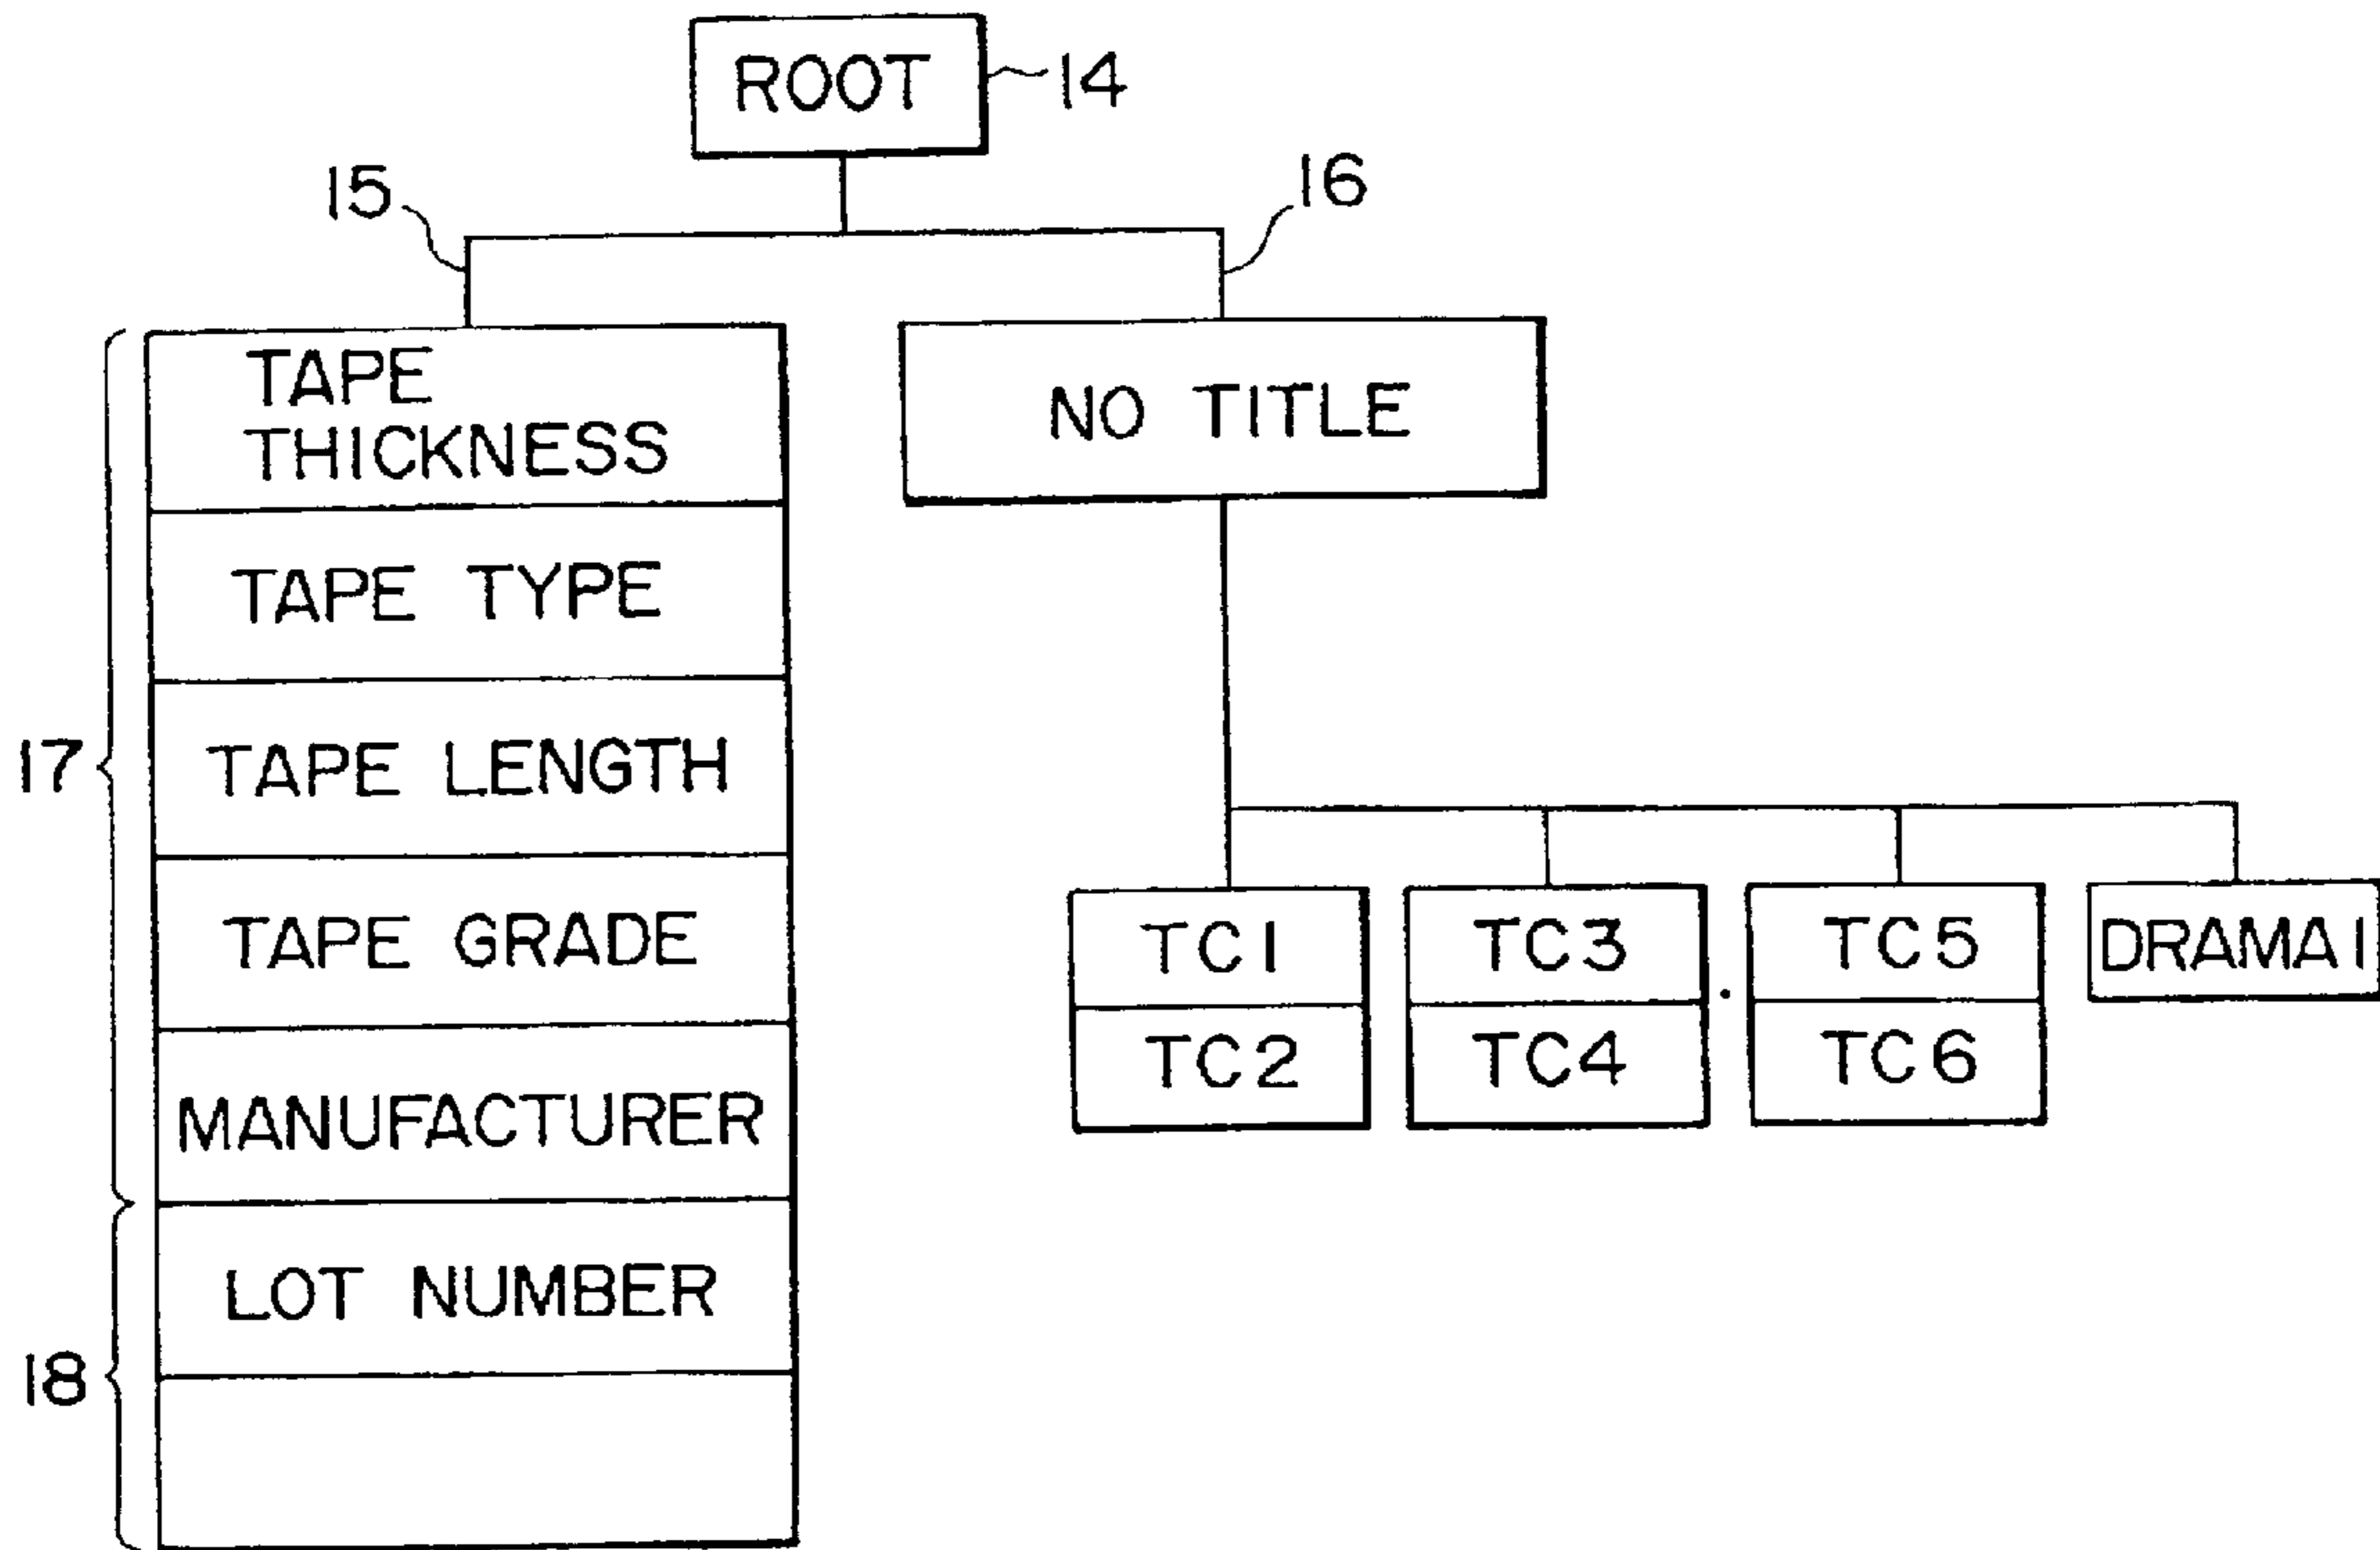 ROOT
14
15
16
TAPE
THICKNESS
NO TITLE
TAPE TYPE
17
TAPE LENGTH
TAPE GRADE
TC1
TC3
TC5
DRAMA1
TC2
TC4
TC6
MANUFACTURER
LOT NUMBER
18